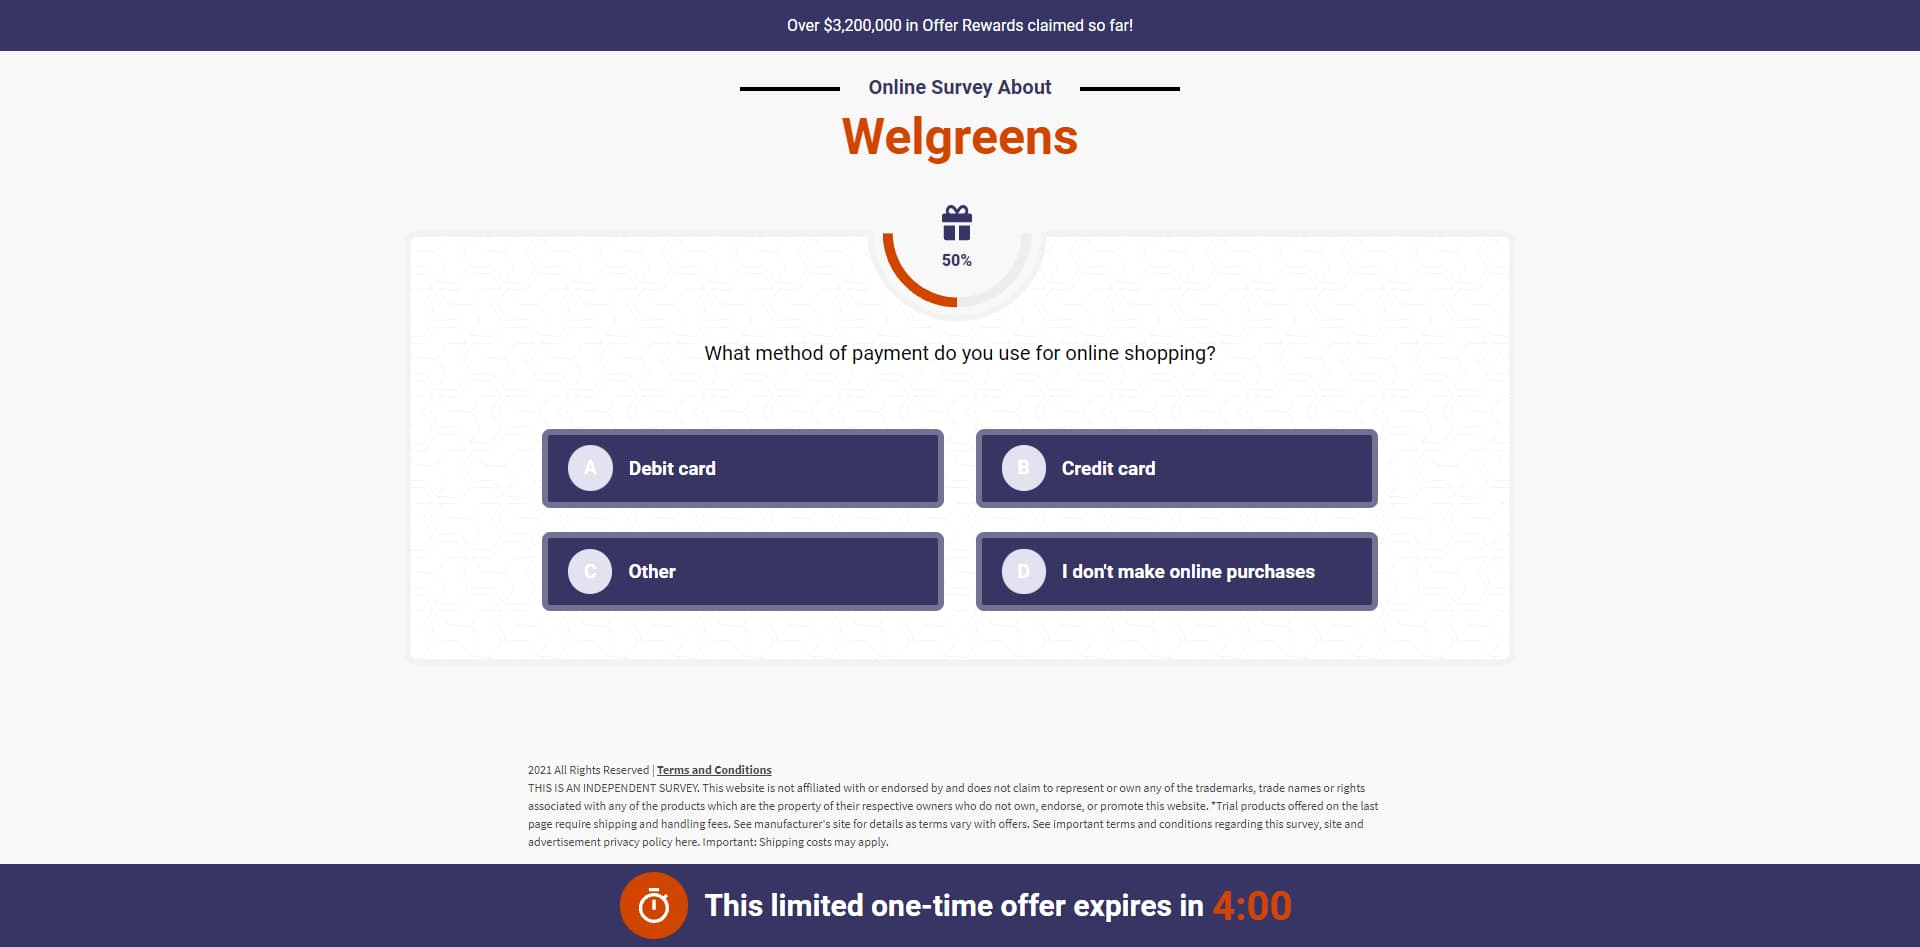 Over $3,200,000 in Offer Rewards claimed so far!
Online Survey About
Welgreens
50%
What method of payment do you use for online shopping?
A Debit card
B Credit card
C Other
D I don't make online purchases
2021 All Rights Reserved | Terms and Conditions
THIS IS AN INDEPENDENT SURVEY. This website is not affiliated with or endorsed by and does not claim to represent or own any of the trademarks, trade names or rights
associated with any of the products which are the property of their respective owners who do not own, endorse, or promote this website. *Trial products offered on the last
page require shipping and handling fees. See manufacturer's site for details as terms vary with offers. See important terms and conditions regarding this survey, site and
advertisement privacy policy here. Important: Shipping costs may apply.
This limited one-time offer expires in 4:00